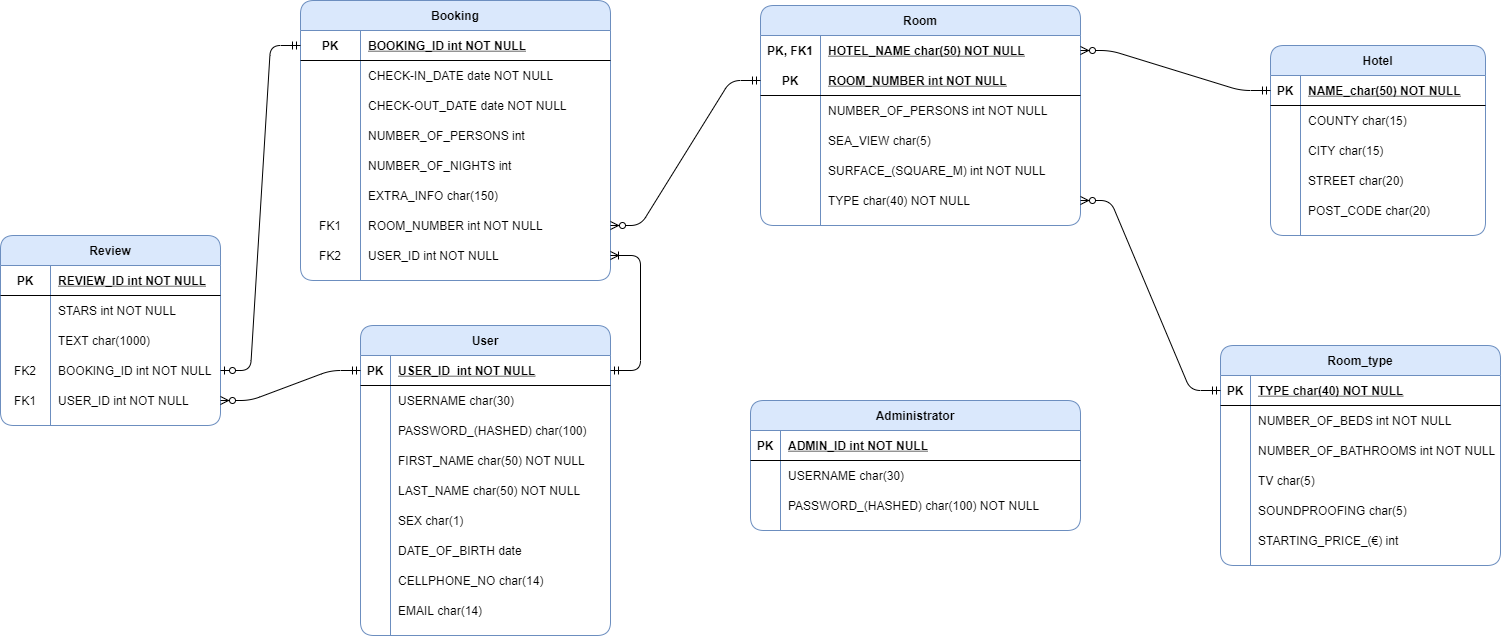 Booking
PK BOOKING_ID int NOT NULL
CHECK-IN_DATE date NOT NULL
CHECK-OUT_DATE date NOT NULL
NUMBER_OF_PERSONS int
NUMBER_OF_NIGHTS int
EXTRA_INFO char(150)
FK1 ROOM_NUMBER int NOT NULL
FK2 USER_ID int NOT NULL
Room
PK, FK1 HOTEL_NAME char(50) NOT NULL
PK ROOM_NUMBER int NOT NULL
NUMBER_OF_PERSONS int NOT NULL
SEA_VIEW char(5)
SURFACE_(SQUARE_M) int NOT NULL
TYPE char(40) NOT NULL
Hotel
PK NAME_char(50) NOT NULL
COUNTY char(15)
CITY char(15)
STREET char(20)
POST_CODE char(20)
Review
PK REVIEW_ID int NOT NULL
STARS int NOT NULL
TEXT char(1000)
FK2 BOOKING_ID int NOT NULL
FK1 USER_ID int NOT NULL
User
PK USER_ID int NOT NULL
USERNAME char(30)
PASSWORD_(HASHED) char(100)
FIRST_NAME char(50) NOT NULL
LAST_NAME char(50) NOT NULL
SEX char(1)
DATE_OF_BIRTH date
CELLPHONE_NO char(14)
EMAIL char(14)
Administrator
PK ADMIN_ID int NOT NULL
USERNAME char(30)
PASSWORD_(HASHED) char(100) NOT NULL
Room_type
PK TYPE char(40) NOT NULL
NUMBER_OF_BEDS int NOT NULL
NUMBER_OF_BATHROOMS int NOT NULL
TV char(5)
SOUNDPROOFING char(5)
STARTING_PRICE_(€) int